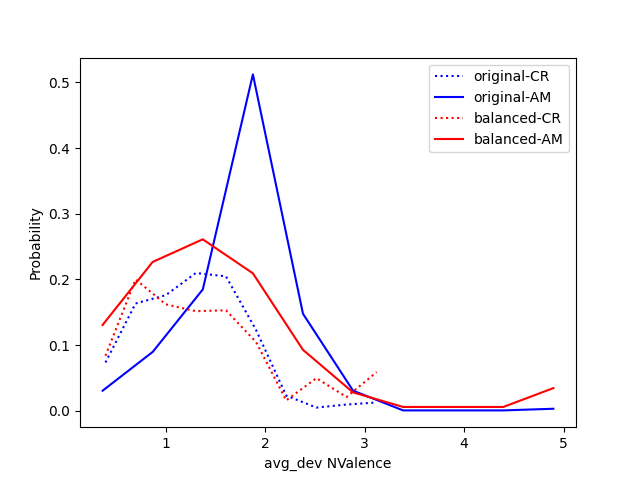 original-CR
original-AM
balanced-CR
balanced-AM
0.5
0.4
0.3
0.2
0.1
0.0
Probability
1 2 3 4 5
avg_dev NValence